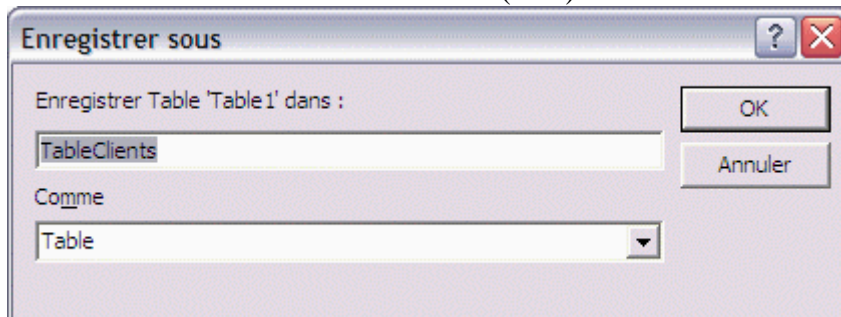 Enregistrer sous
Enregistrer Table 'Table1' dans :
OK
TableClients
Annuler
Comme
Table